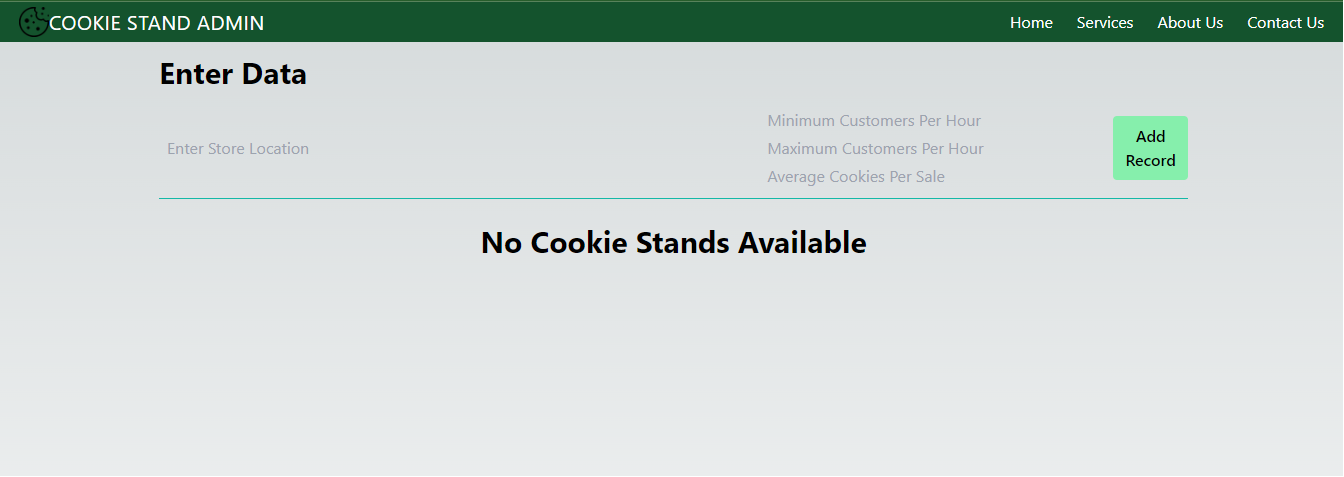 COOKIE STAND ADMIN
Home Services About Us Contact Us
Enter Data
Enter Store Location
Minimum Customers Per Hour
Maximum Customers Per Hour
Average Cookies Per Sale
Add
Record
No Cookie Stands Available